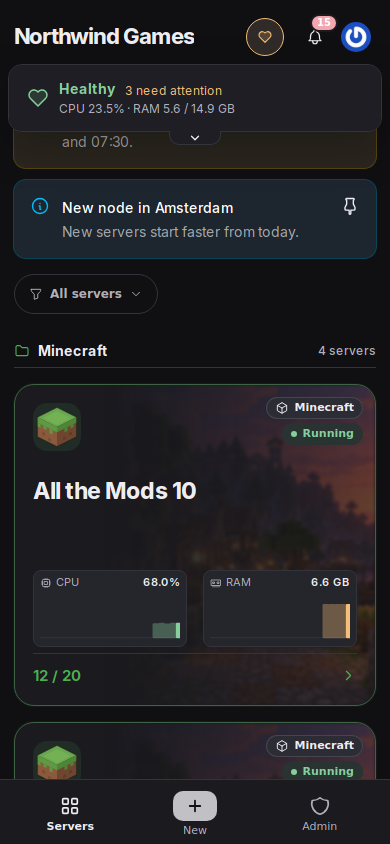 Northwind Games
15
Healthy 3 need attention
CPU 23.5% · RAM 5.6 / 14.9 GB
and 07:30.
New node in Amsterdam
New servers start faster from today.
All servers
Minecraft 4 servers
Minecraft
Running
All the Mods 10
CPU 68.0% RAM 6.6 GB
12 / 20
Minecraft
Running
Servers New Admin